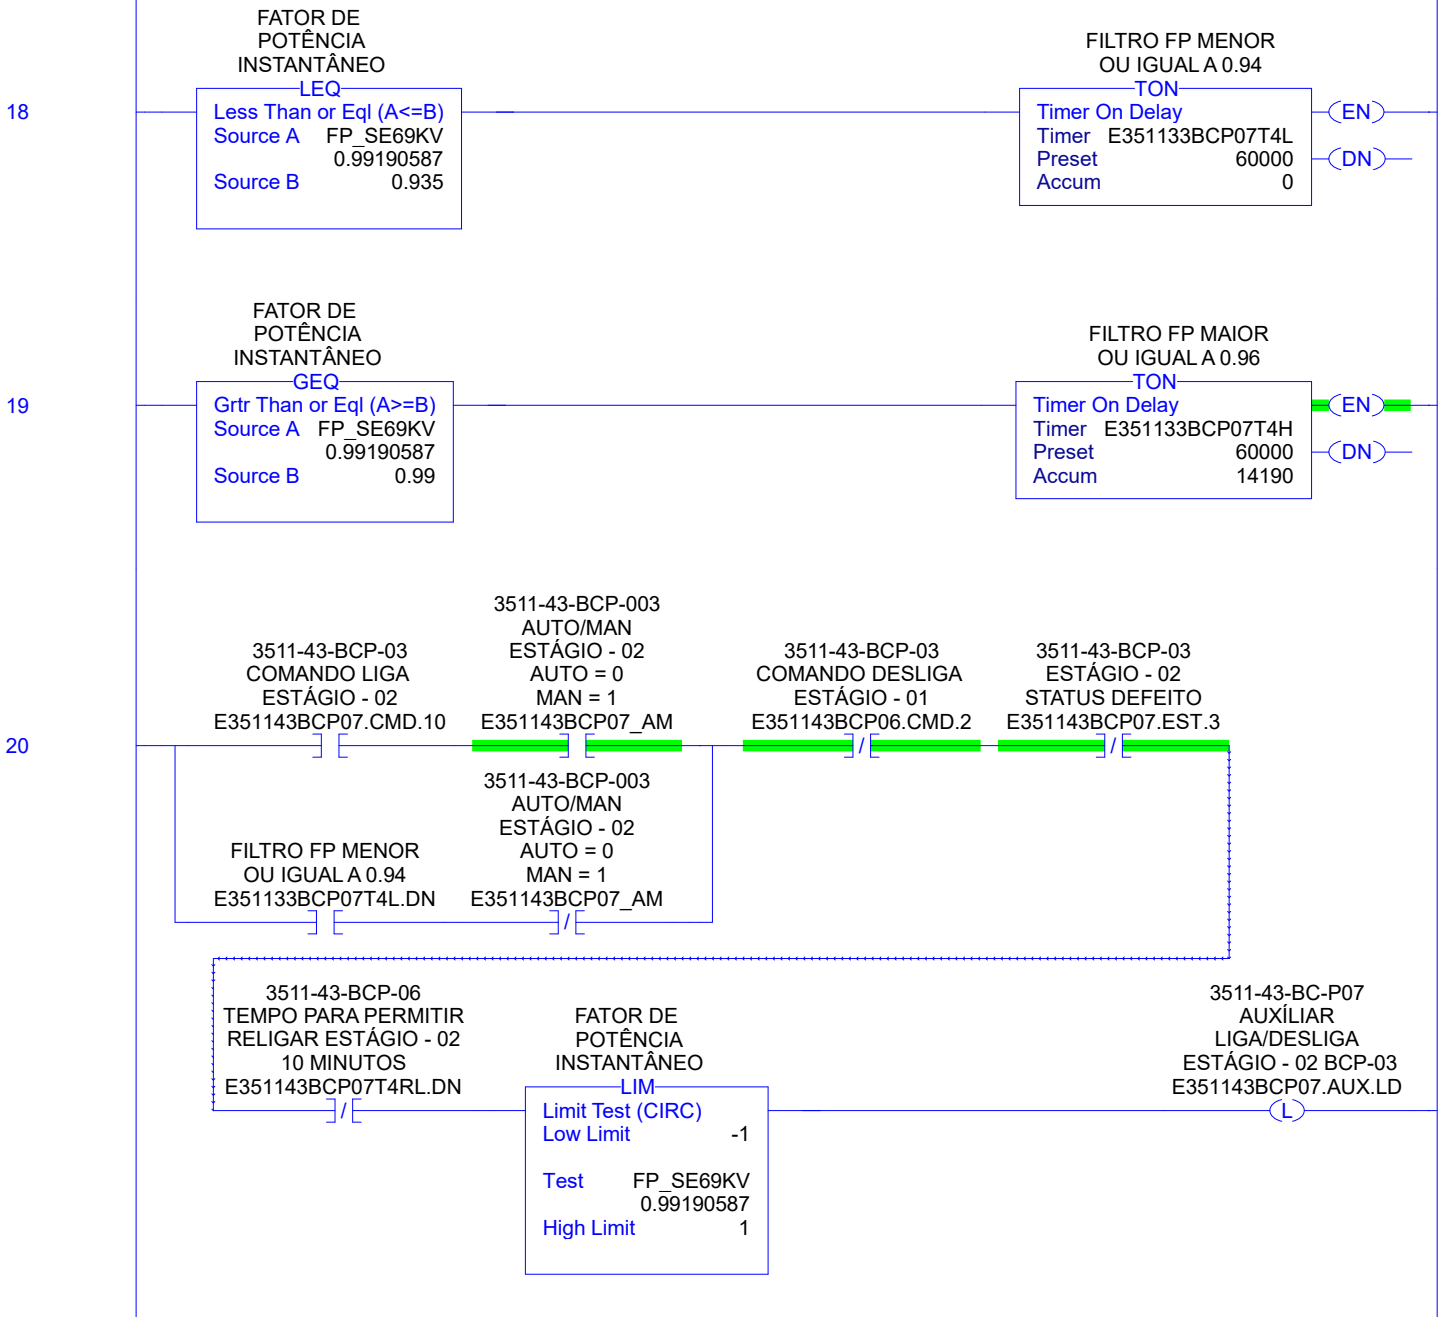 18
FATOR DE
POTÊNCIA
INSTANTÂNEO
LEQ
Less Than or Eql (A<=B)
Source A FP_SE69KV
0.99190587
Source B 0.935
FILTRO FP MENOR
OU IGUAL A 0.94
TON
Timer On Delay
Timer E351133BCP07T4L
Preset 60000
Accum 0
EN
DN
19
FATOR DE
POTÊNCIA
INSTANTÂNEO
GEQ
Grtr Than or Eql (A>=B)
Source A FP_SE69KV
0.99190587
Source B 0.99
FILTRO FP MAIOR
OU IGUAL A 0.96
TON
Timer On Delay
Timer E351133BCP07T4H
Preset 60000
Accum 14190
EN
DN
20
3511-43-BCP-03
COMANDO LIGA
ESTÁGIO - 02
E351143BCP07.CMD.10
3511-43-BCP-003
AUTO/MAN
ESTÁGIO - 02
AUTO = 0
MAN = 1
E351143BCP07_AM
3511-43-BCP-03
COMANDO DESLIGA
ESTÁGIO - 01
E351143BCP06.CMD.2
/
3511-43-BCP-03
ESTÁGIO - 02
STATUS DEFEITO
E351143BCP07.EST.3
/
FILTRO FP MENOR
OU IGUAL A 0.94
E351133BCP07T4L.DN
3511-43-BCP-003
AUTO/MAN
ESTÁGIO - 02
AUTO = 0
MAN = 1
E351143BCP07_AM
/
3511-43-BCP-06
TEMPO PARA PERMITIR
RELIGAR ESTÁGIO - 02
10 MINUTOS
E351143BCP07T4RL.DN
/
FATOR DE
POTÊNCIA
INSTANTÂNEO
LIM
Limit Test (CIRC)
Low Limit -1
Test FP_SE69KV
0.99190587
High Limit 1
3511-43-BC-P07
AUXÍLIAR
LIGA/DESLIGA
ESTÁGIO - 02 BCP-03
E351143BCP07.AUX.LD
L